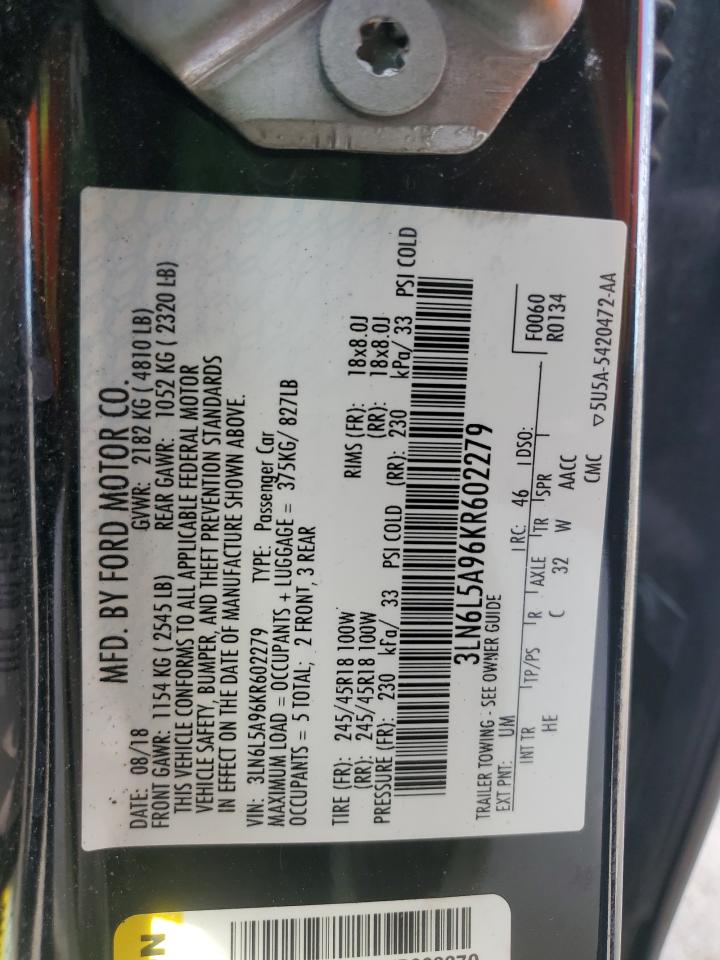 MFD. BY FORD MOTOR CO.
DATE: 08/18 GVWR: 2182 KG ( 4810 LB)
FRONT GAWR: 1154 KG ( 2545 LB) REAR GAWR: 1052 KG ( 2320 LB)
THIS VEHICLE CONFORMS TO ALL APPLICABLE FEDERAL MOTOR
VEHICLE SAFETY, BUMPER, AND THEFT PREVENTION STANDARDS
IN EFFECT ON THE DATE OF MANUFACTURE SHOWN ABOVE.
VIN: 3LN6L5A96KR602279 TYPE: Passenger Car
MAXIMUM LOAD = OCCUPANTS + LUGGAGE = 375KG/ 827LB
OCCUPANTS = 5 TOTAL; 2 FRONT, 3 REAR
TIRE (FR): 245/45R18 100W RIMS (FR): 18x8.0J
(RR): 245/45R18 100W (RR): 18x8.0J
PRESSURE (FR): 230 kPa/ 33 PSI COLD (RR): 230 kPa/ 33 PSI COLD
3LN6L5A96KR602279
TRAILER TOWING - SEE OWNER GUIDE
EXT PNT: UM RC: 46 DSO: F0060
R0134
INT TR TP/PS R AXLE TR SPR
HE C 32 W AACC
CMC
▽5U5A-5420472-AA